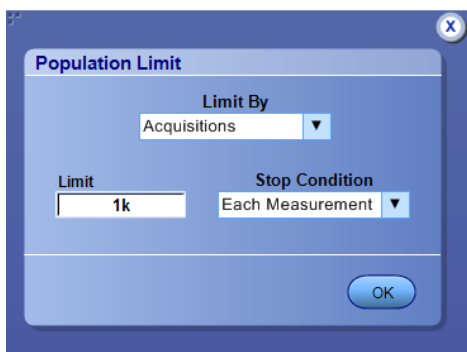 X
Population Limit
Limit By
Acquisitions
Limit
Stop Condition
1k
Each Measurement
OK